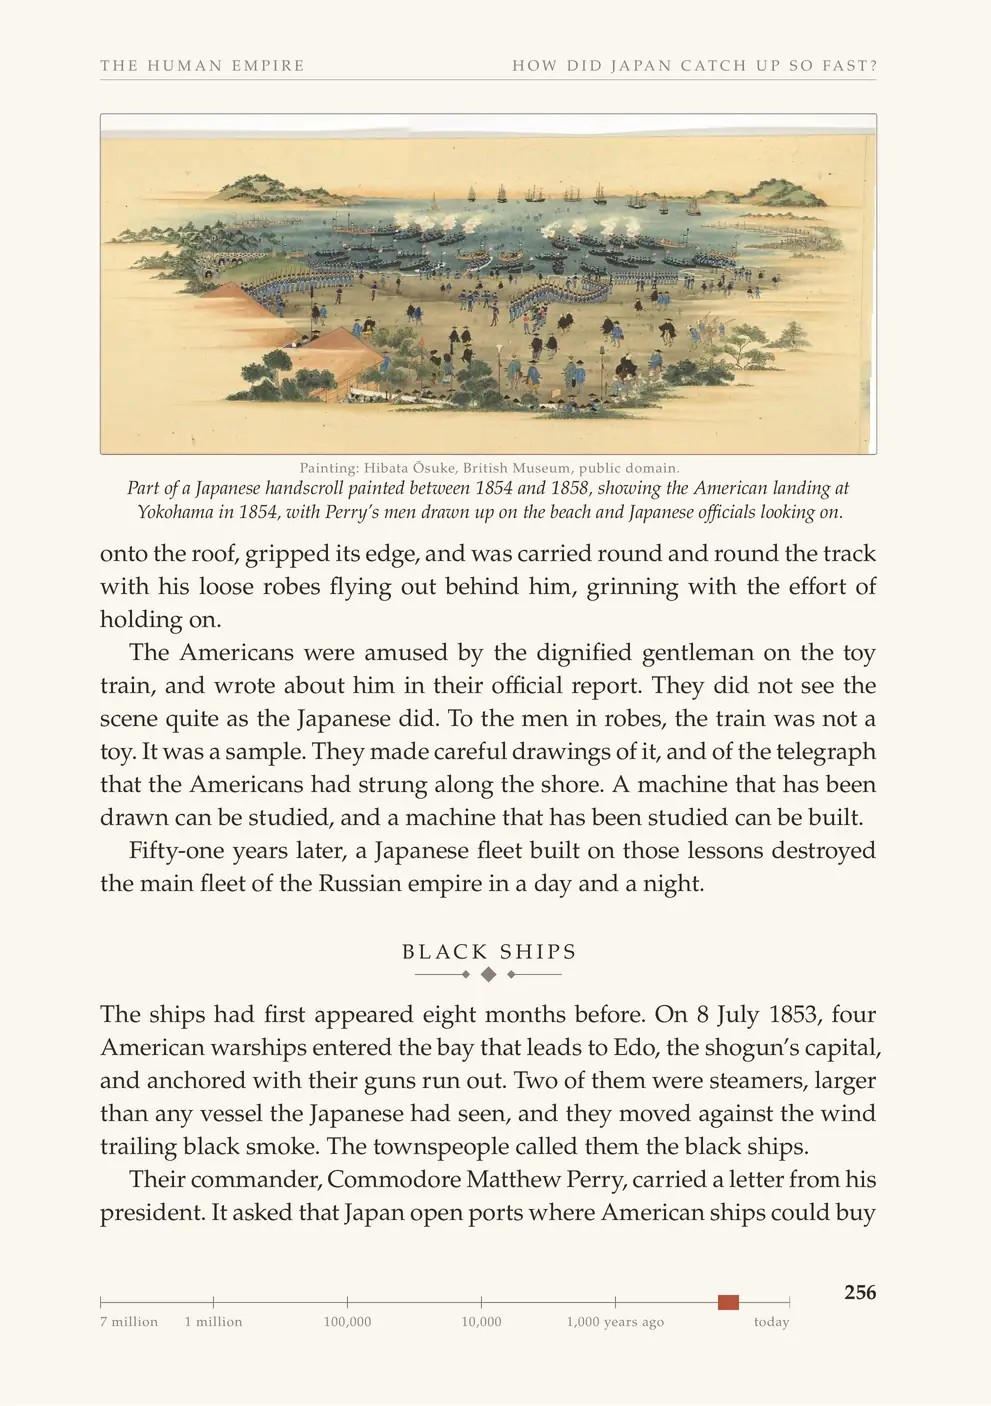 THE HUMAN EMPIRE
HOW DID JAPAN CATCH UP SO FAST?
Painting: Hibata Ōsuke, British Museum, public domain.
Part of a Japanese handscroll painted between 1854 and 1858, showing the American landing at
Yokohama in 1854, with Perry’s men drawn up on the beach and Japanese officials looking on.
onto the roof, gripped its edge, and was carried round and round the track
with his loose robes flying out behind him, grinning with the effort of
holding on.
The Americans were amused by the dignified gentleman on the toy
train, and wrote about him in their official report. They did not see the
scene quite as the Japanese did. To the men in robes, the train was not a
toy. It was a sample. They made careful drawings of it, and of the telegraph
that the Americans had strung along the shore. A machine that has been
drawn can be studied, and a machine that has been studied can be built.
Fifty-one years later, a Japanese fleet built on those lessons destroyed
the main fleet of the Russian empire in a day and a night.
BLACK SHIPS
The ships had first appeared eight months before. On 8 July 1853, four
American warships entered the bay that leads to Edo, the shogun’s capital,
and anchored with their guns run out. Two of them were steamers, larger
than any vessel the Japanese had seen, and they moved against the wind
trailing black smoke. The townspeople called them the black ships.
Their commander, Commodore Matthew Perry, carried a letter from his
president. It asked that Japan open ports where American ships could buy
256
7 million
1 million
100,000
10,000
1,000 years ago
today